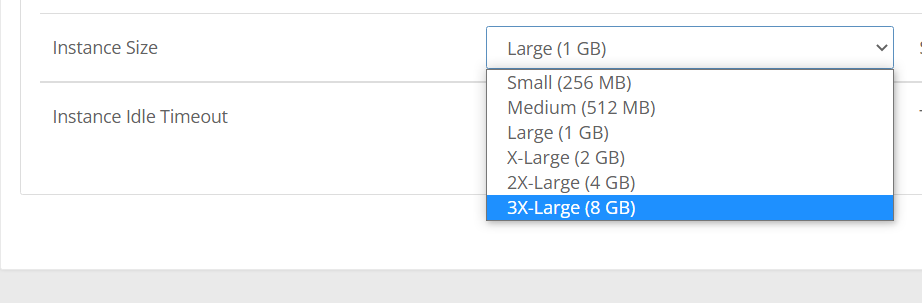 Instance Size
Large (1 GB)
Small (256 MB)
Medium (512 MB)
Large (1 GB)
X-Large (2 GB)
2X-Large (4 GB)
3X-Large (8 GB)
Instance Idle Timeout